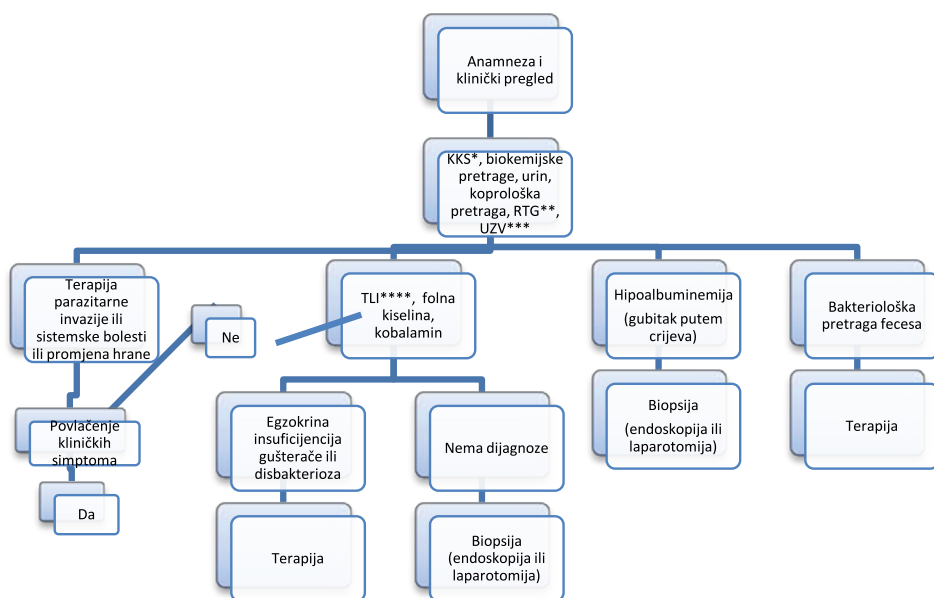 Anamneza i
klinički pregled
KKS*, biokemijske
pretrage, urin,
koprološka
pretraga, RTG**,
UZV***
Terapija
parazitarne
invazije ili
sistemske bolesti
ili promjena hrane
Ne
TLI****, folna
kiselina,
kobalamin
Hipoalbuminemija
(gubitak putem
crijeva)
Bakteriološka
pretraga fecesa
Povlačenje
kliničkih
simptoma
Da
Egzokrina
insuficijencija
gušterače ili
disbakterioza
Nema dijagnoze
Biopsija
(endoskopija ili
laparotomija)
Terapija
Terapija
Biopsija
(endoskopija ili
laparotomija)